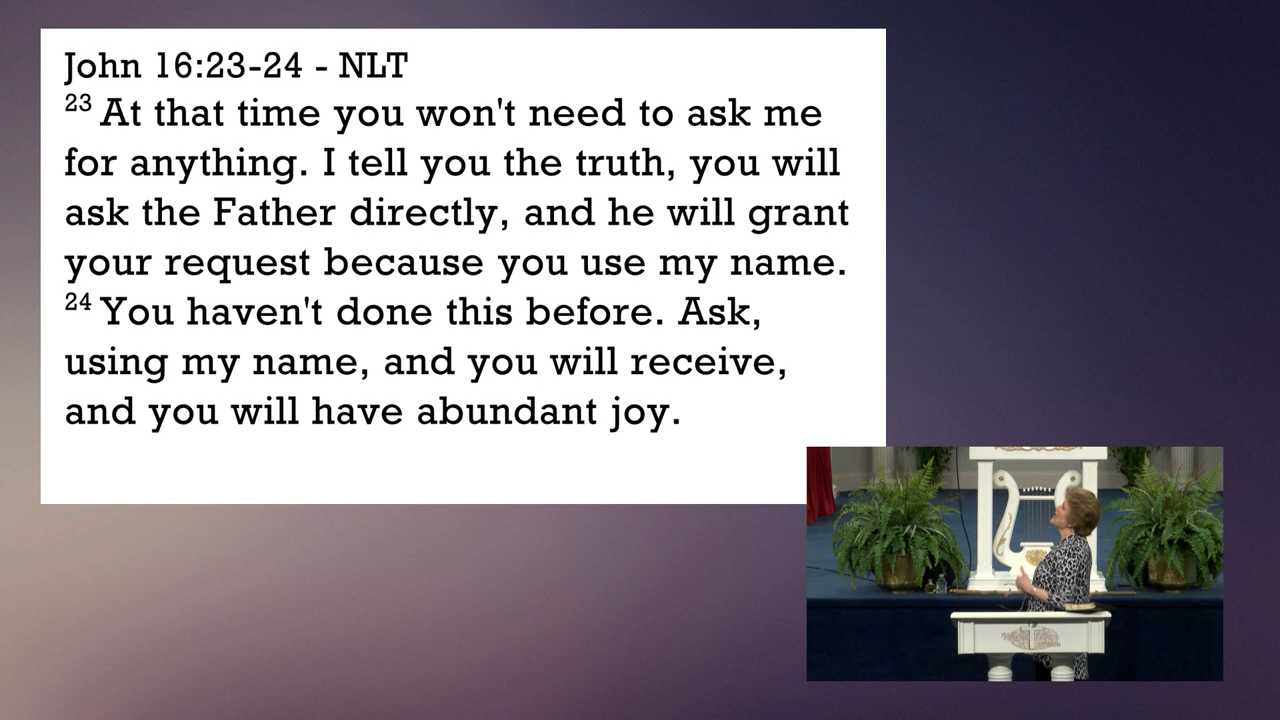 John 16:23-24 - NLT
23 At that time you won't need to ask me
for anything. I tell you the truth, you will
ask the Father directly, and he will grant
your request because you use my name.
24 You haven't done this before. Ask,
using my name, and you will receive,
and you will have abundant joy.